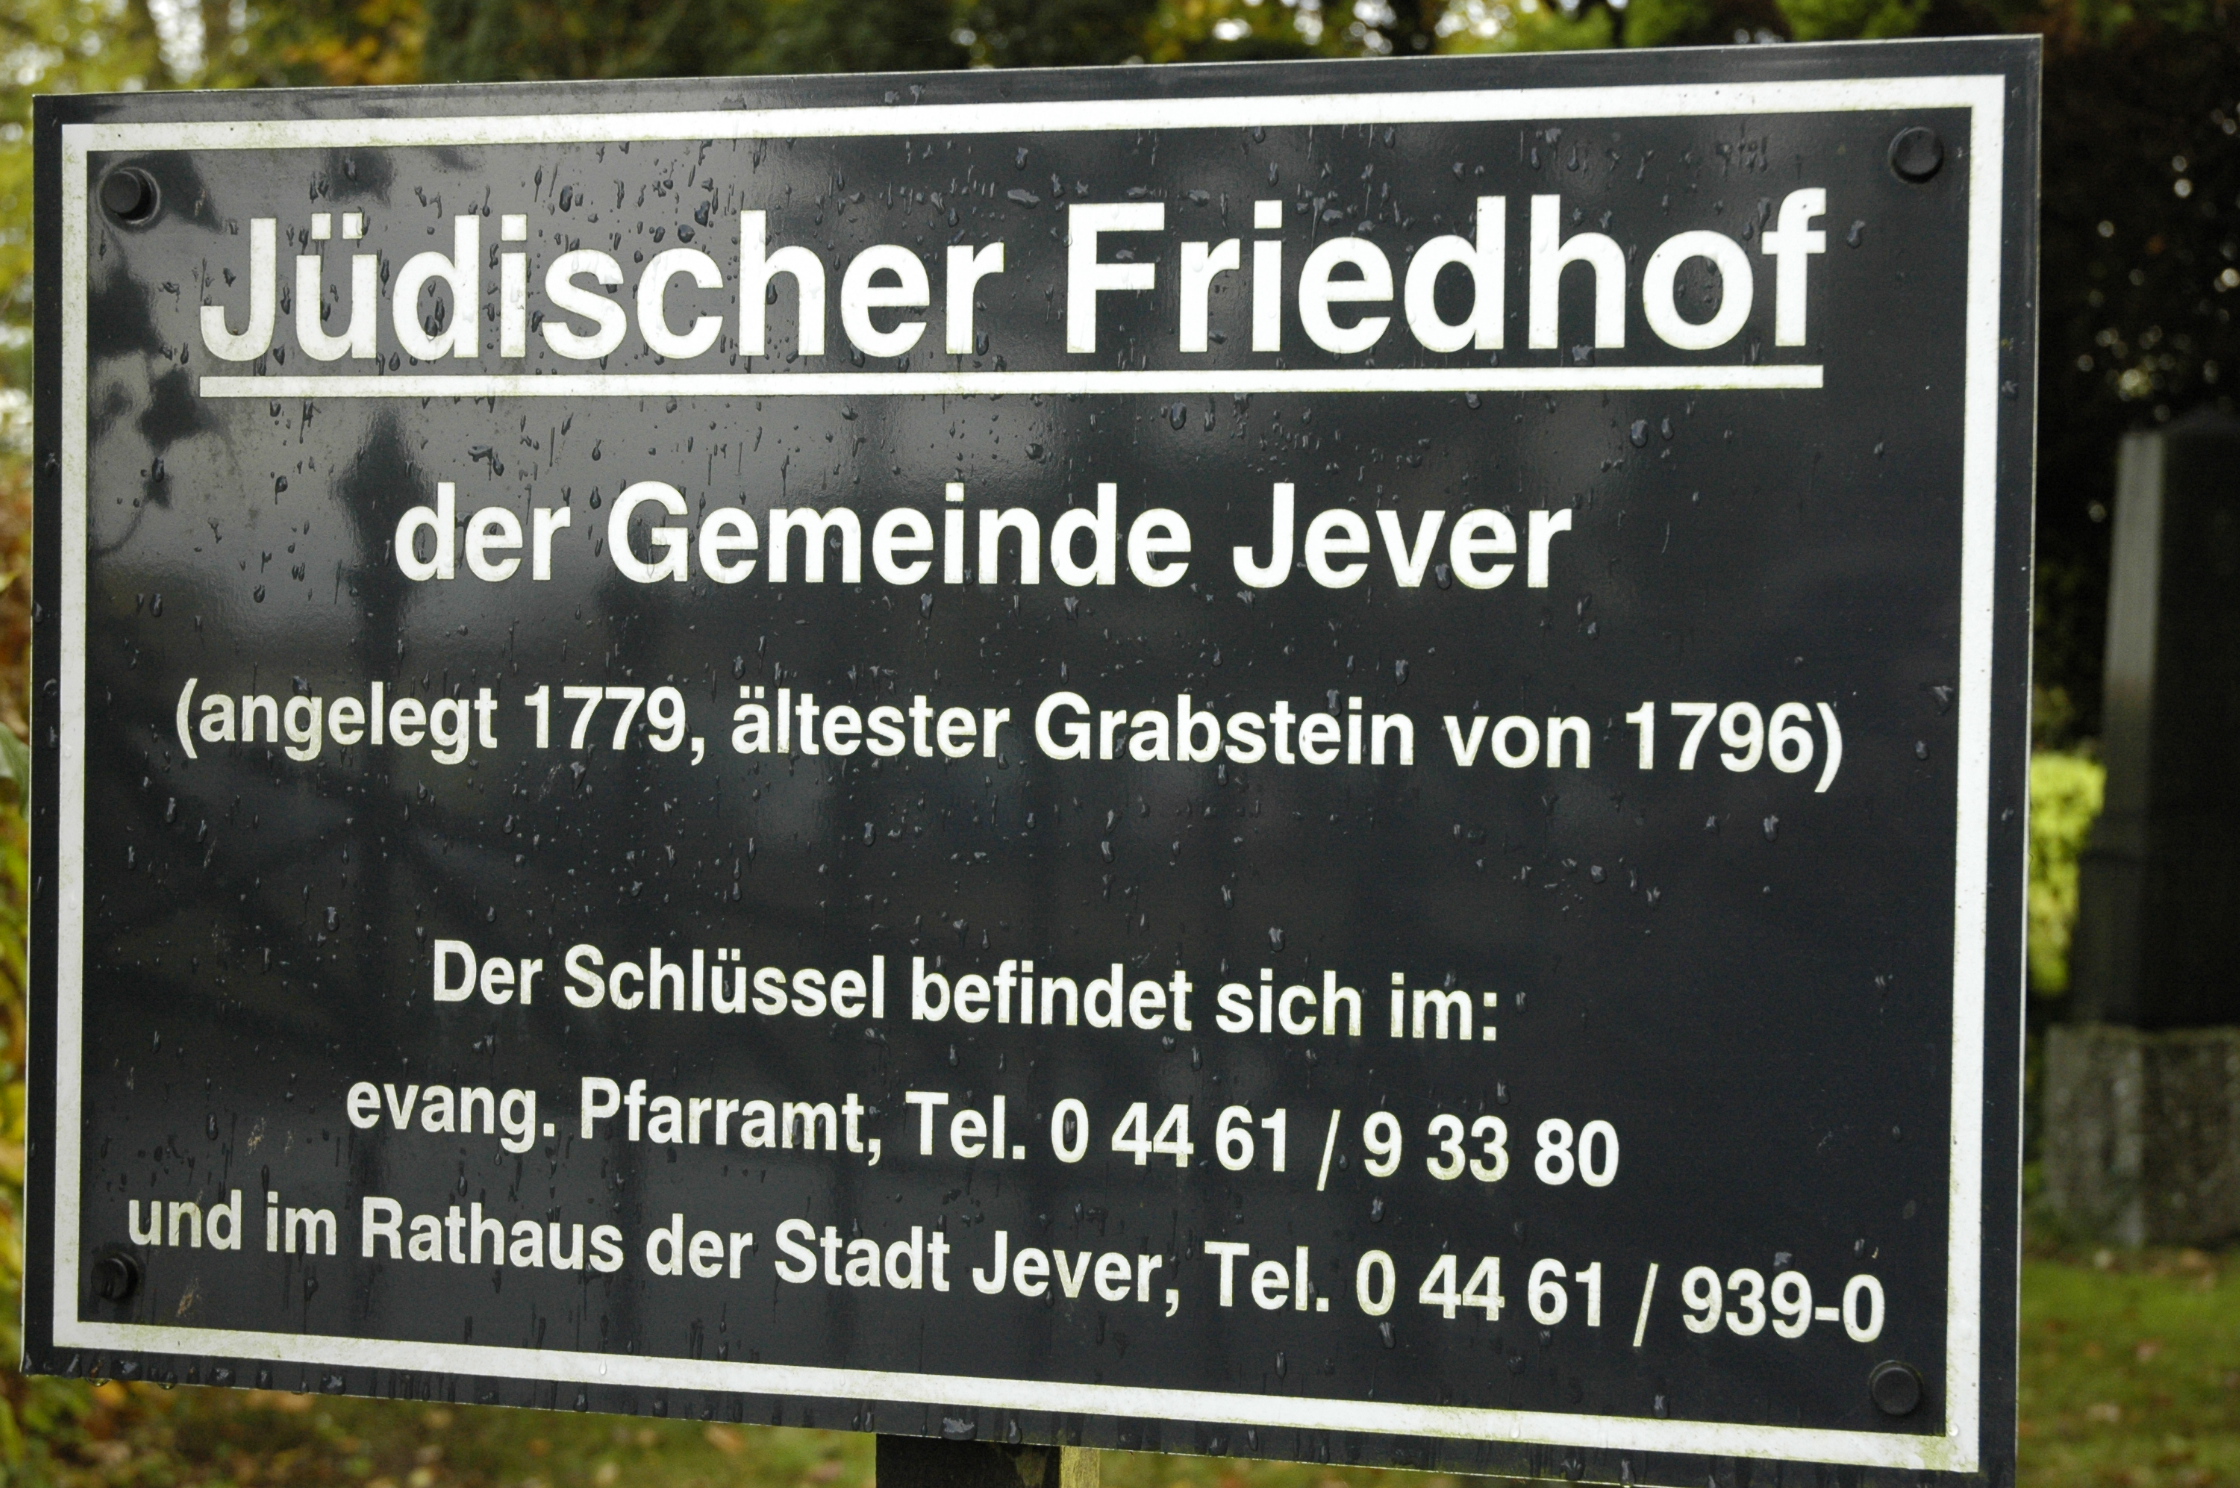 Jüdischer Friedhof
der Gemeinde Jever
(angelegt 1779, ältester Grabstein von 1796)
Der Schlüssel befindet sich im:
evang. Pfarramt, Tel. 0 44 61 / 9 33 80
und im Rathaus der Stadt Jever, Tel. 0 44 61 / 939-0